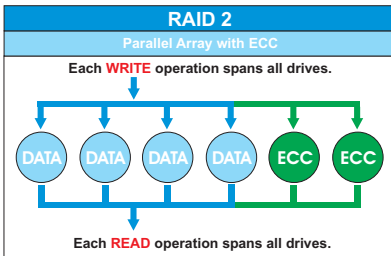 RAID 2
Parallel Array with ECC
Each WRITE operation spans all drives.
DATA DATA DATA DATA ECC ECC
Each READ operation spans all drives.